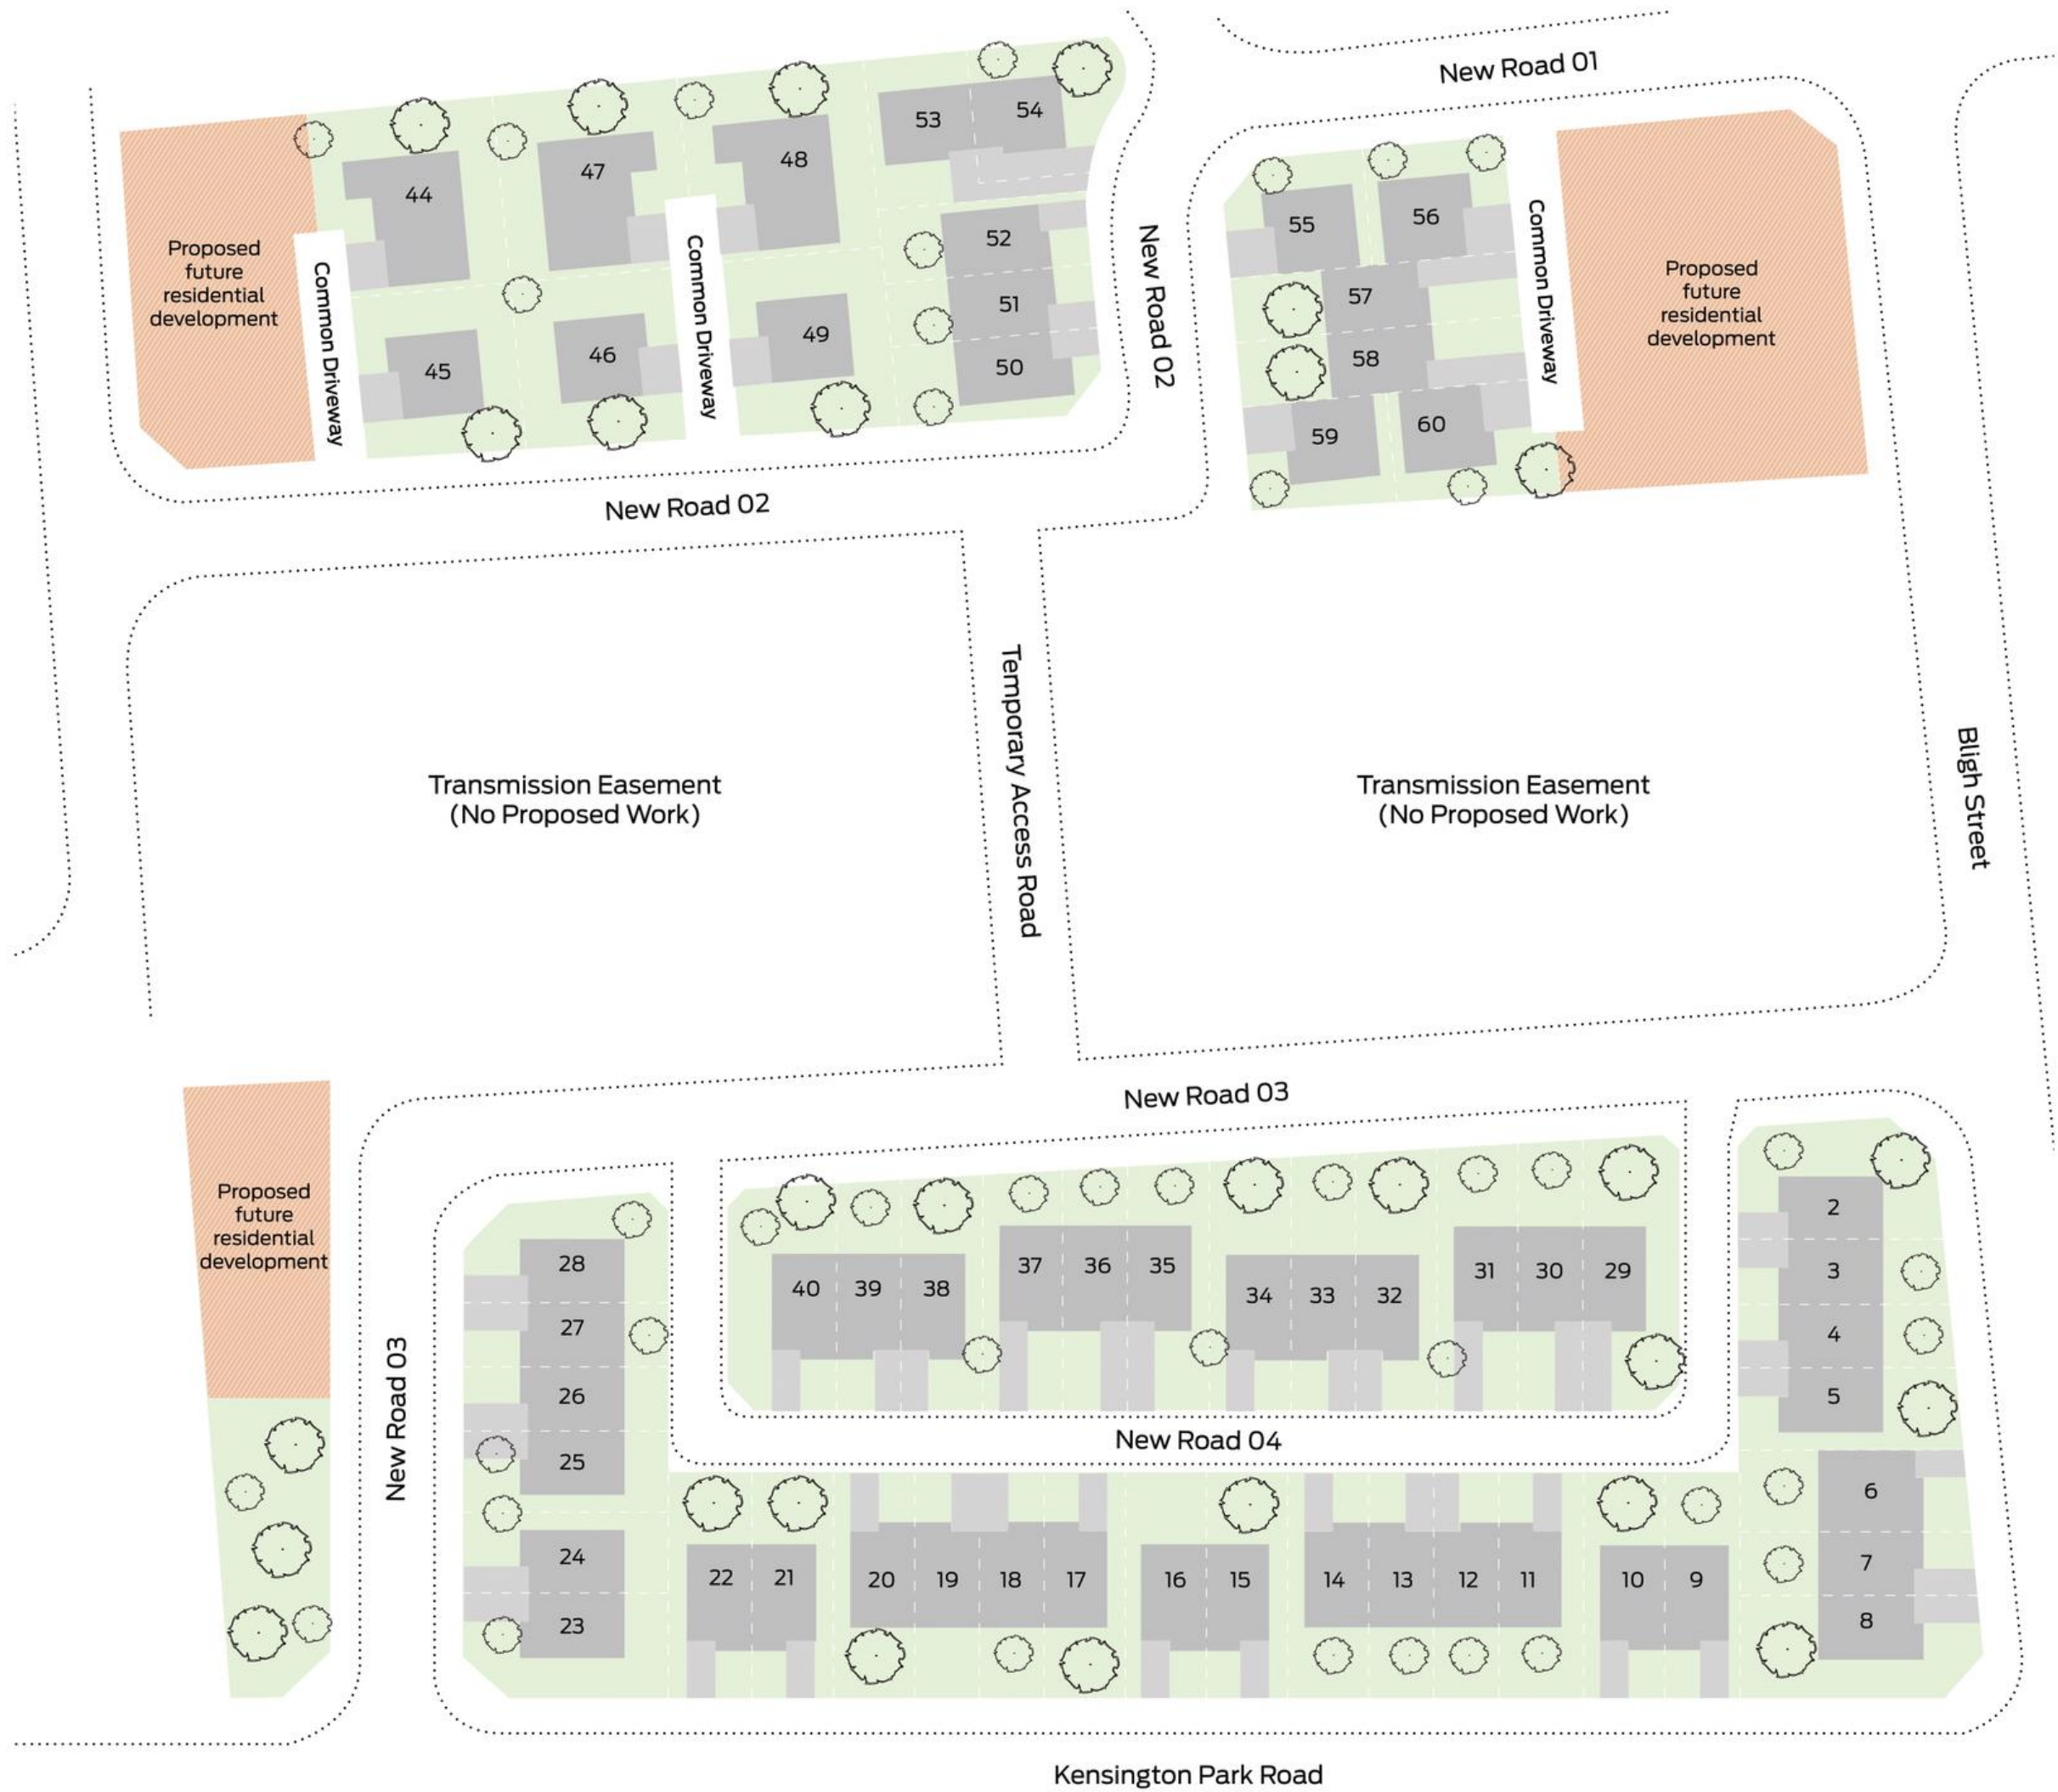 New Road 01
53
54
47
48
44
Proposed
future
residential
development
Common Driveway
Common Driveway
52
51
50
49
46
45
New Road 02
55
56
57
58
59
60
Common Driveway
Proposed
future
residential
development
New Road 02
Transmission Easement
(No Proposed Work)
Temporary Access Road
Transmission Easement
(No Proposed Work)
Bligh Street
New Road 03
Proposed
future
residential
development
New Road 03
28
27
26
25
24
23
40
39
38
37
36
35
34
33
32
31
30
29
2
3
4
5
6
7
8
New Road 04
22
21
20
19
18
17
16
15
14
13
12
11
10
9
Kensington Park Road